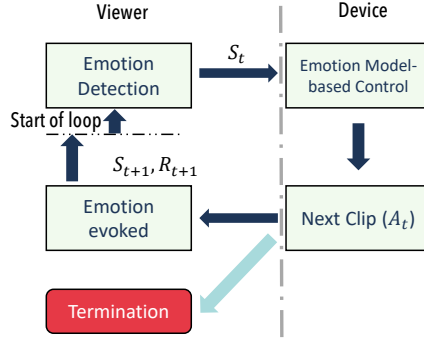 Viewer
Device
Emotion
Detection
S_t
Emotion Model-
based Control
Start of loop
S_{t+1}, R_{t+1}
Emotion
evoked
Next Clip (A_t)
Termination